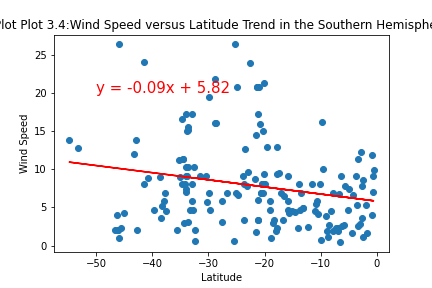 Plot Plot 3.4:Wind Speed versus Latitude Trend in the Southern Hemisphe
25
20
15
10
5
0
Wind Speed
y = -0.09x + 5.82
−50 −40 −30 −20 −10 0
Latitude